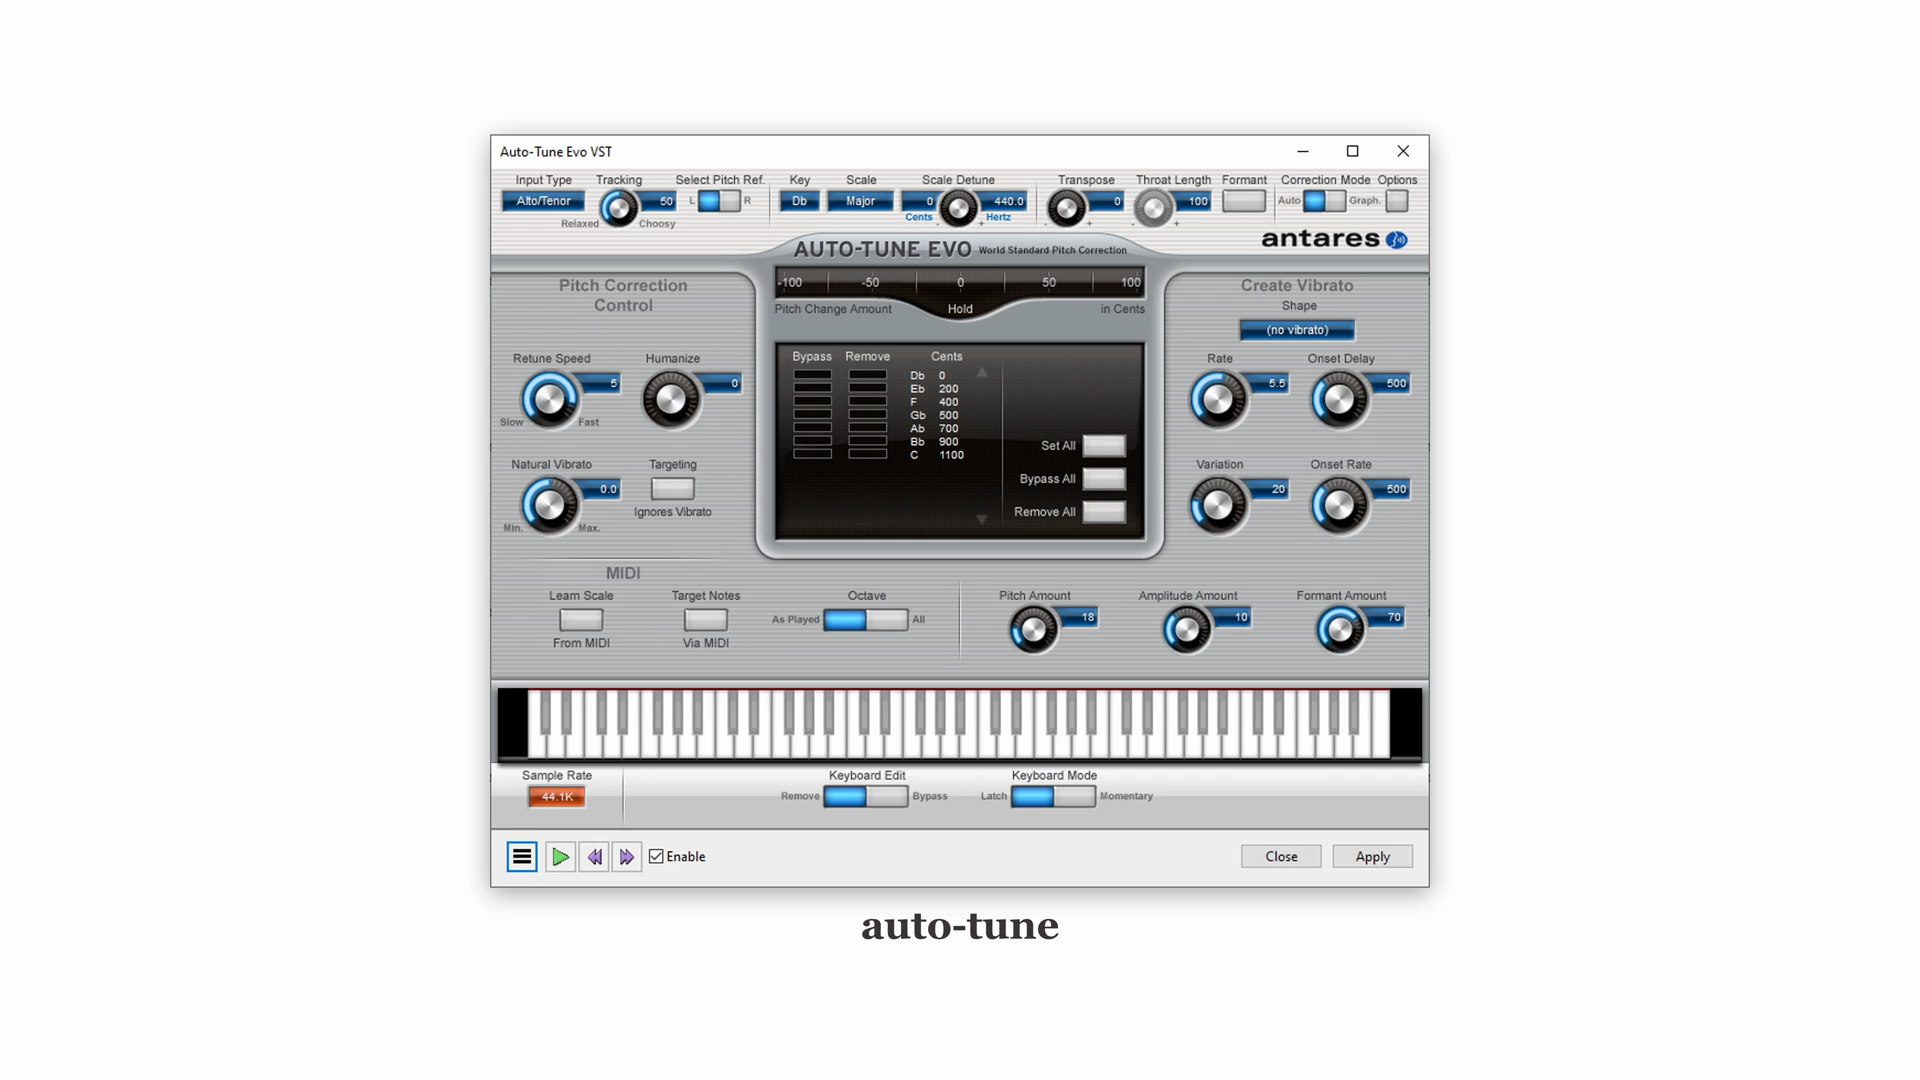 Auto-Tune Evo VST
Input Type Tracking Select Pitch Ref. Key Scale Scale Detune Transpose Throat Length Formant Correction Mode Options
Alto/Tenor 50 L R Db Major 0 440.0 0 100 Auto Graph.
Relaxed Choosy Cents - + Hertz - + - +
antares
AUTO-TUNE EVO World Standard Pitch Correction
-100 -50 0 50 100
Pitch Change Amount Hold in Cents
Pitch Correction
Control
Retune Speed Humanize
5 0
Slow Fast
Natural Vibrato Targeting
0.0
Min. Max. Ignores Vibrato
Bypass Remove Cents
Db 0
Eb 200
F 400
Gb 500
Ab 700
Bb 900
C 1100
Set All
Bypass All
Remove All
Create Vibrato
Shape
(no vibrato)
Rate Onset Delay
5.5 500
Variation Onset Rate
20 500
MIDI
Learn Scale Target Notes Octave
As Played All
From MIDI Via MIDI
Pitch Amount Amplitude Amount Formant Amount
18 10 70
Sample Rate Keyboard Edit Keyboard Mode
44.1K Remove Bypass Latch Momentary
Enable Close Apply
auto-tune